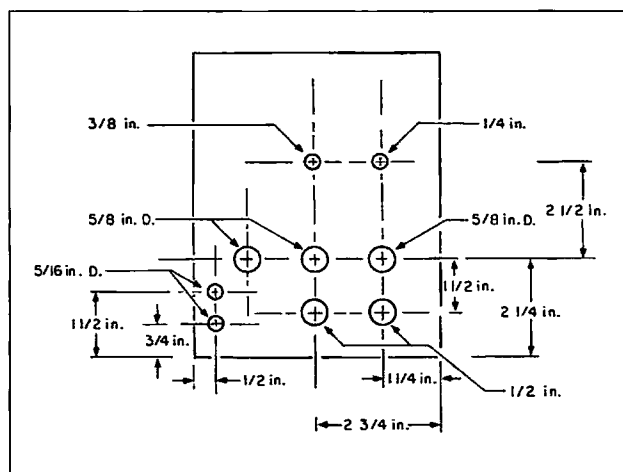 3/8 in.
1/4 in.
2 1/2 in.
5/8 in. D.
5/8 in. D.
5/16 in. D.
1 1/2 in.
1 1/2 in.
2 1/4 in.
3/4 in.
1/2 in.
1 1/4 in.
1/2 in.
2 3/4 in.